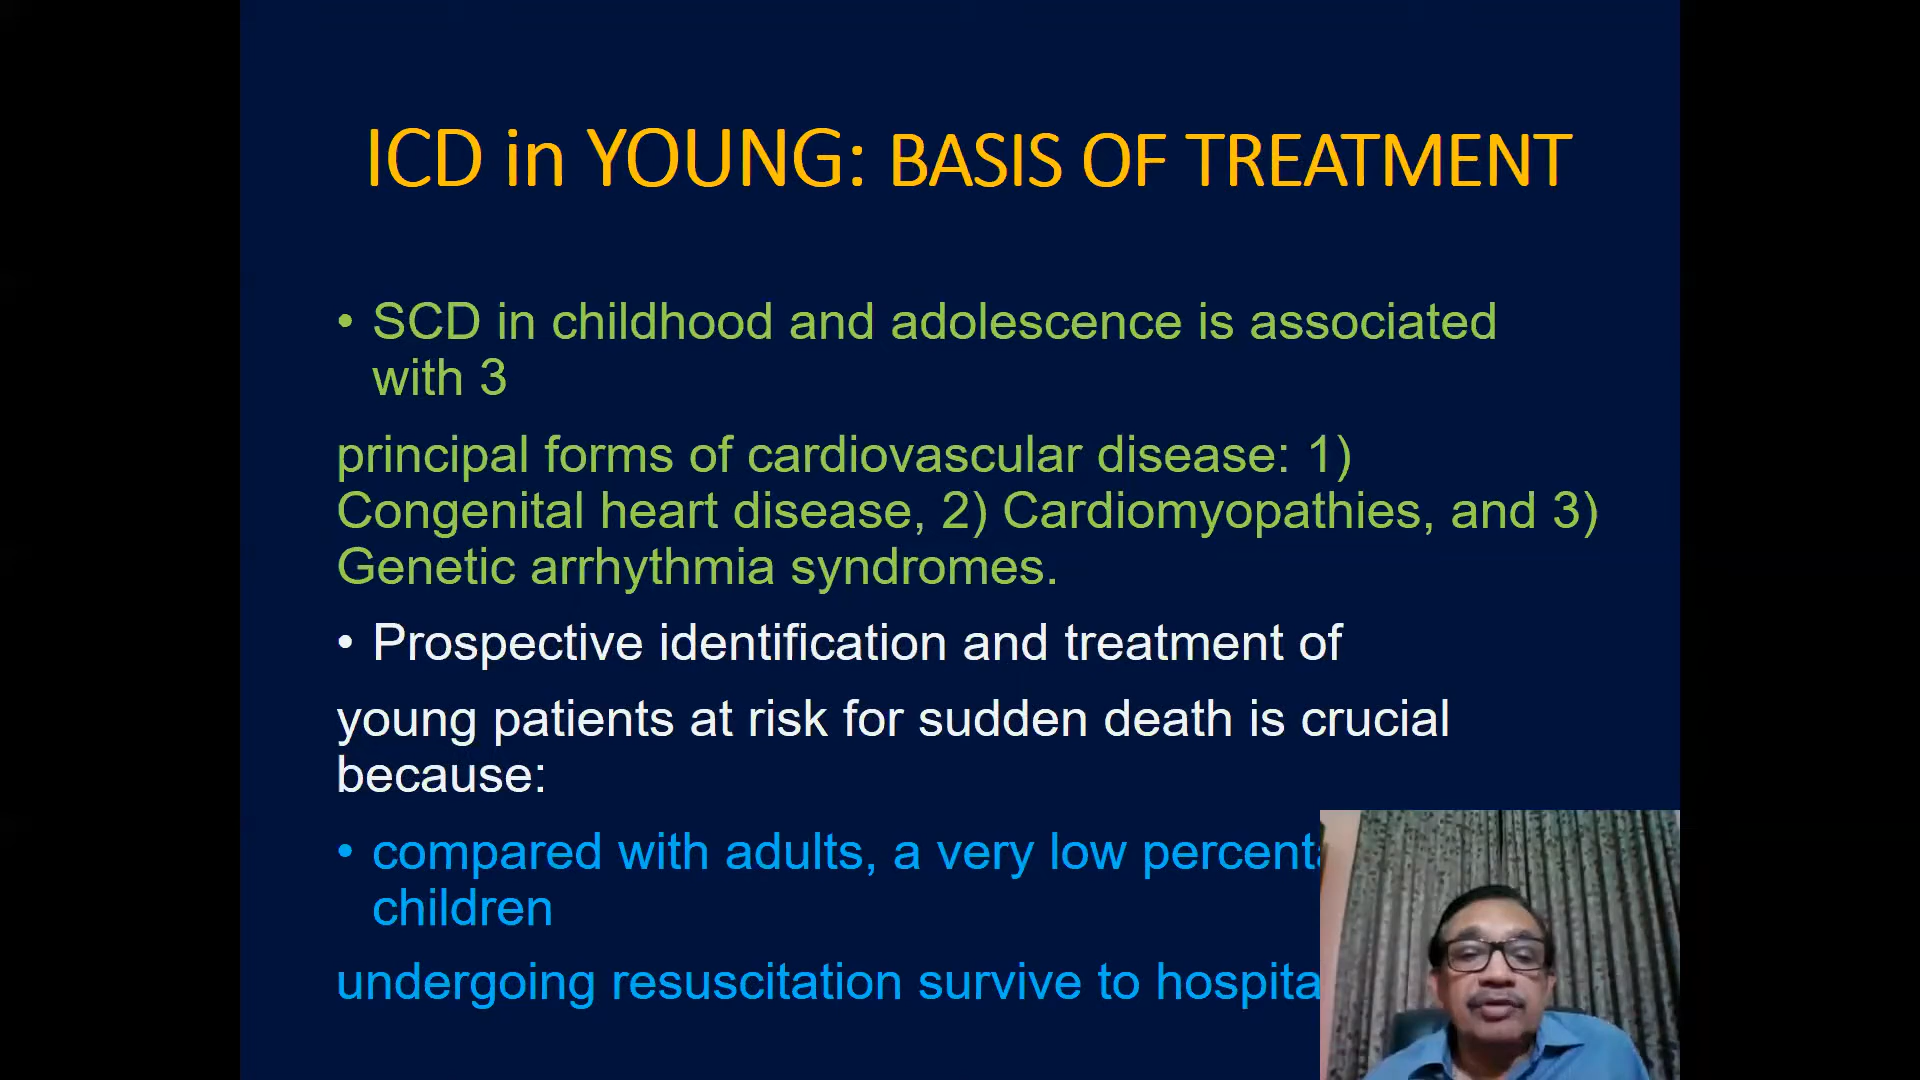 ICD in YOUNG: BASIS OF TREATMENT
• SCD in childhood and adolescence is associated
with 3
principal forms of cardiovascular disease: 1)
Congenital heart disease, 2) Cardiomyopathies, and 3)
Genetic arrhythmia syndromes.
• Prospective identification and treatment of
young patients at risk for sudden death is crucial
because:
• compared with adults, a very low
children
undergoing resuscitation survive to